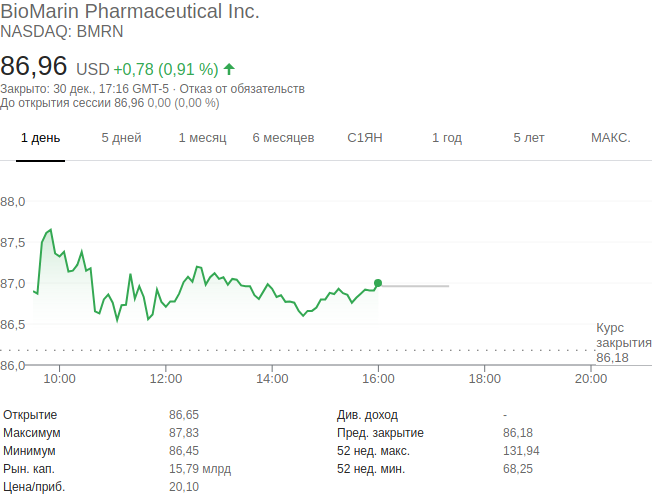 BioMarin Pharmaceutical Inc.
NASDAQ: BMRN
86,96 USD +0,78 (0,91 %)
Закрыто: 30 дек., 17:16 GMT-5 · Отказ от обязательств
До открытия сессии 86,96 0,00 (0,00 %)
1 день 5 дней 1 месяц 6 месяцев С1ЯН 1 год 5 лет МАКС.
88,0
87,5
87,0
86,5
86,0
Курс
закрытия
86,18
10:00 12:00 14:00 16:00 18:00 20:00
Открытие 86,65 Див. доход -
Максимум 87,83 Пред. закрытие 86,18
Минимум 86,45 52 нед. макс. 131,94
Рын. кап. 15,79 млрд 52 нед. мин. 68,25
Цена/приб. 20,10